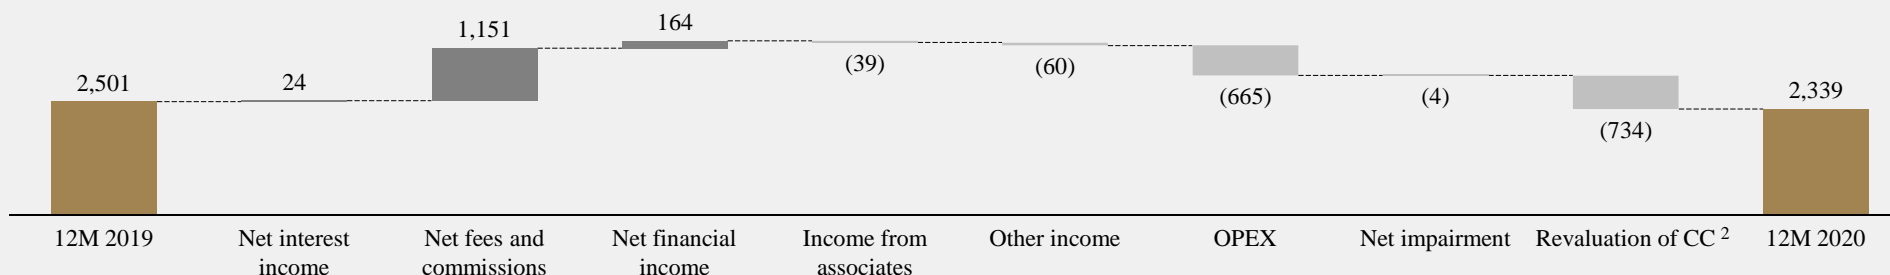 1,151
164
2,501
24
(39)
(60)
(665)
(4)
(734)
2,339
12M 2019
Net interest
income
Net fees and
commissions
Net financial
income
Income from
associates
Other income
OPEX
Net impairment
Revaluation of CC 2
12M 2020